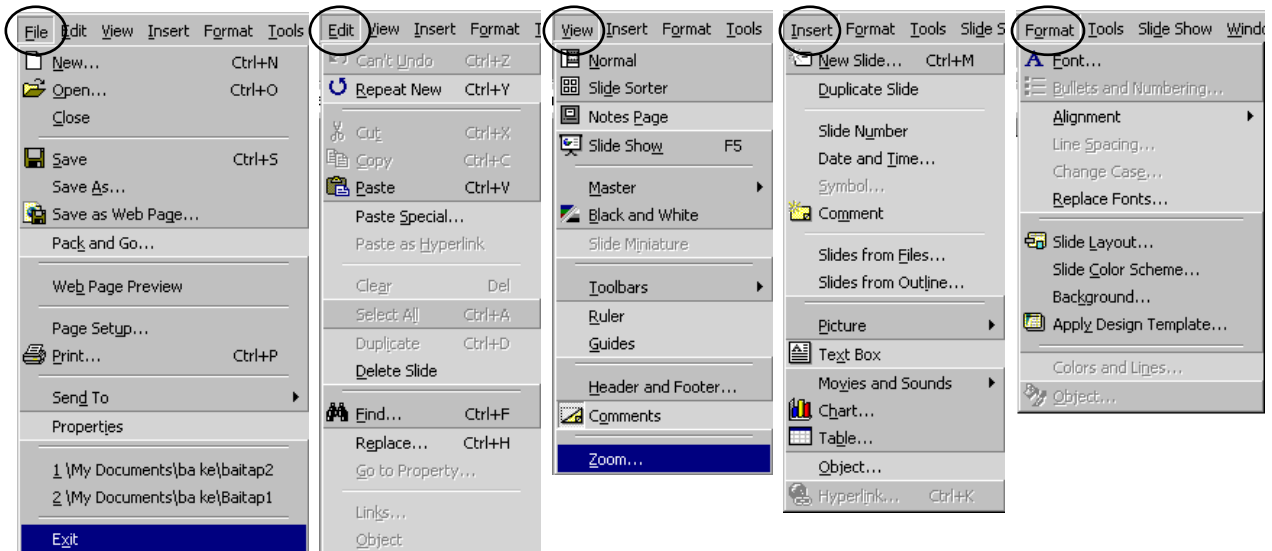 File Edit View Insert Format Tools
New... Ctrl+N
Open... Ctrl+O
Close
Save Ctrl+S
Save As...
Save as Web Page...
Pack and Go...
Web Page Preview
Page Setup...
Print... Ctrl+P
Send To
Properties
1 \My Documents\ba ke\baitap2
2 \My Documents\ba ke\Baitap1
Exit
Edit View Insert Format
Can't Undo Ctrl+Z
Repeat New Ctrl+Y
Cut Ctrl+X
Copy Ctrl+C
Paste Ctrl+V
Paste Special...
Paste as Hyperlink
Clear Del
Select All Ctrl+A
Duplicate Ctrl+D
Delete Slide
Find... Ctrl+F
Replace... Ctrl+H
Go to Property...
Links...
Object
View Insert Format Tools
Normal
Slide Sorter
Notes Page
Slide Show F5
Master
Black and White
Slide Miniature
Toolbars
Ruler
Guides
Header and Footer...
Comments
Zoom...
Insert Format Tools Slide S
New Slide... Ctrl+M
Duplicate Slide
Slide Number
Date and Time...
Symbol...
Comment
Slides from Files...
Slides from Outline...
Picture
Text Box
Movies and Sounds
Chart...
Table...
Object...
Hyperlink... Ctrl+K
Format Tools Slide Show Windo
Font...
Bullets and Numbering...
Alignment
Line Spacing...
Change Case...
Replace Fonts...
Slide Layout...
Slide Color Scheme...
Background...
Apply Design Template...
Colors and Lines...
Object...